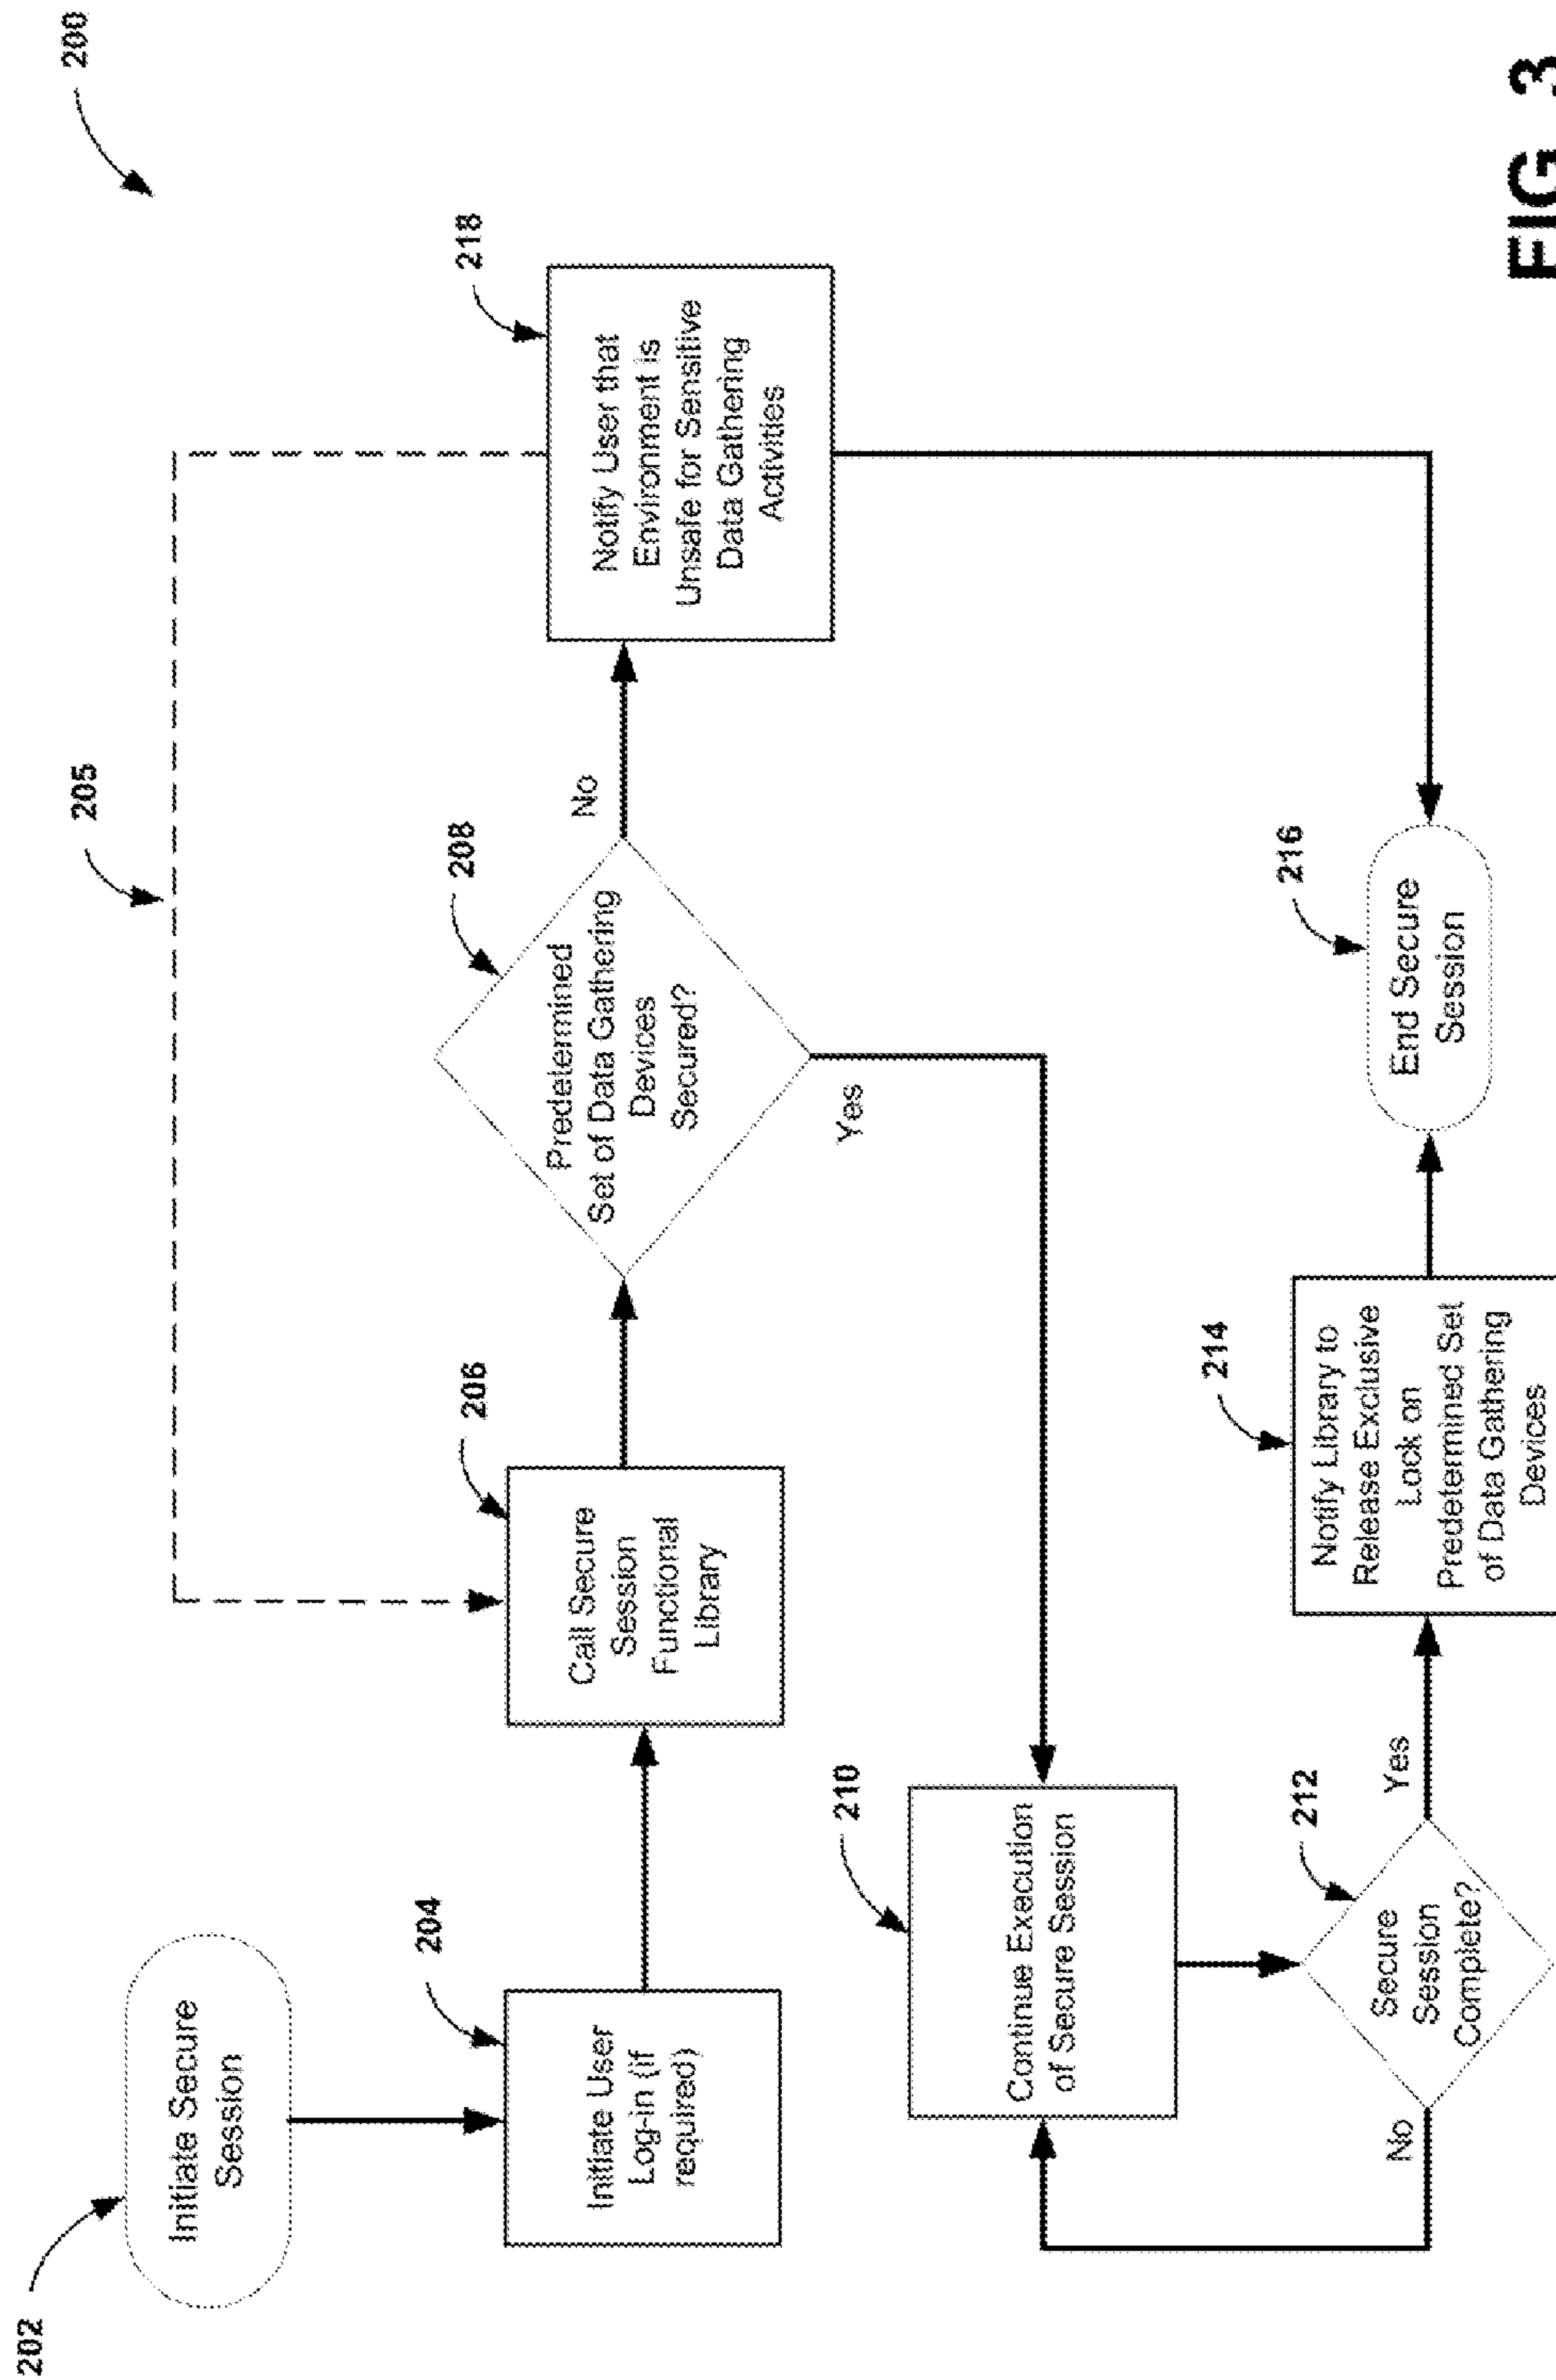 200
202
Initiate Secure
Session
204
Initiate User
Log-in (if
required)
205
206
Call Secure
Session
Functional
Library
208
Predetermined
Set of Data Gathering
Devices
Secured?
No
Yes
218
Notify User that
Environment is
Unsafe for Sensitive
Data Gathering
Activities
210
Continue Execution
of Secure Session
212
Secure
Session
Complete?
No
Yes
214
Notify Library to
Release Exclusive
Lock on
Predetermined Set
of Data Gathering
Devices
216
End Secure
Session
FIG. 3